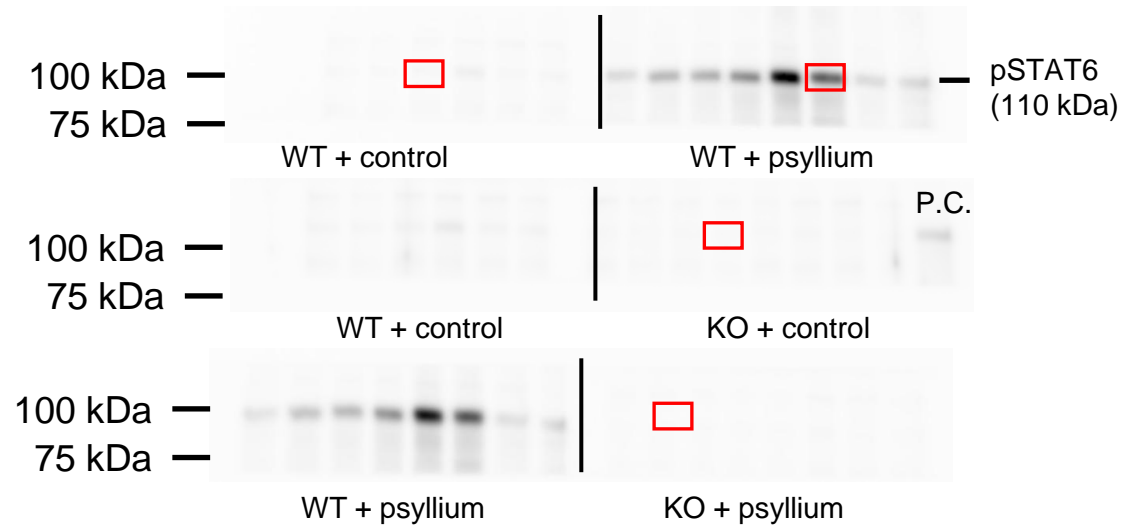 100 kDa
75 kDa
pSTAT6
(110 kDa)
WT + control
WT + psyllium
P.C.
100 kDa
75 kDa
WT + control
KO + control
100 kDa
75 kDa
WT + psyllium
KO + psyllium